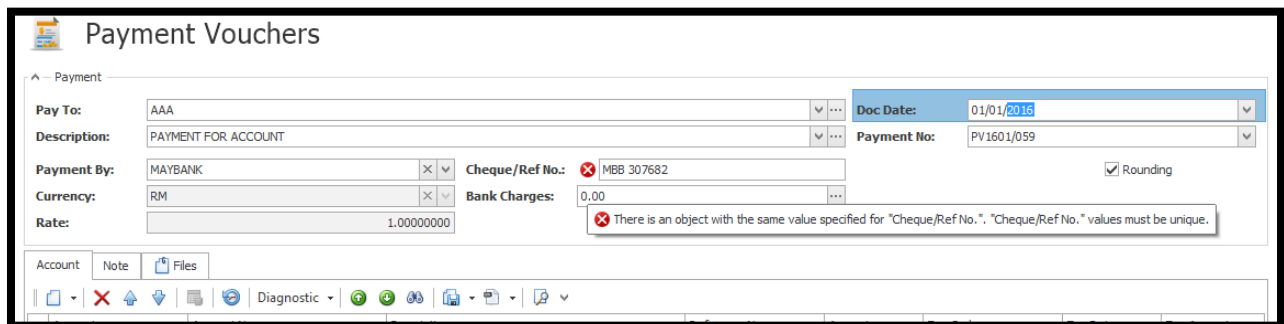 Payment Vouchers
Payment
Pay To: AAA Doc Date: 01/01/2016
Description: PAYMENT FOR ACCOUNT Payment No: PV1601/059
Payment By: MAYBANK Cheque/Ref No.: MBB 307682 Rounding
Currency: RM Bank Charges: 0.00
Rate: 1.00000000
There is an object with the same value specified for "Cheque/Ref No.". "Cheque/Ref No." values must be unique.
Account Note Files
Diagnostic